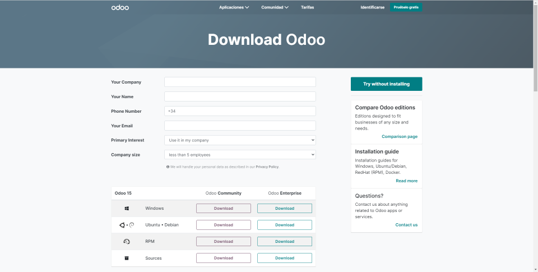 odoo
Aplicaciones Comunidad Tarifas Identificarse Pruébalo gratis
Download Odoo
Your Company
Your Name
Phone Number +34
Your Email
Primary Interest Use it in my company
Company size less than 5 employees
We will handle your personal data as described in our Privacy Policy.
Odoo 15 Odoo Community Odoo Enterprise
Windows Download Download
Ubuntu + Debian Download Download
RPM Download Download
Sources Download Download
Try without installing
Compare Odoo editions
Editions designed to fit
businesses of any size and
needs.
Comparison page
Installation guide
Installation guides for
Windows, Ubuntu/Debian,
RedHat (RPM), Docker.
Read more
Questions?
Contact us about anything
related to Odoo apps or
services.
Contact us